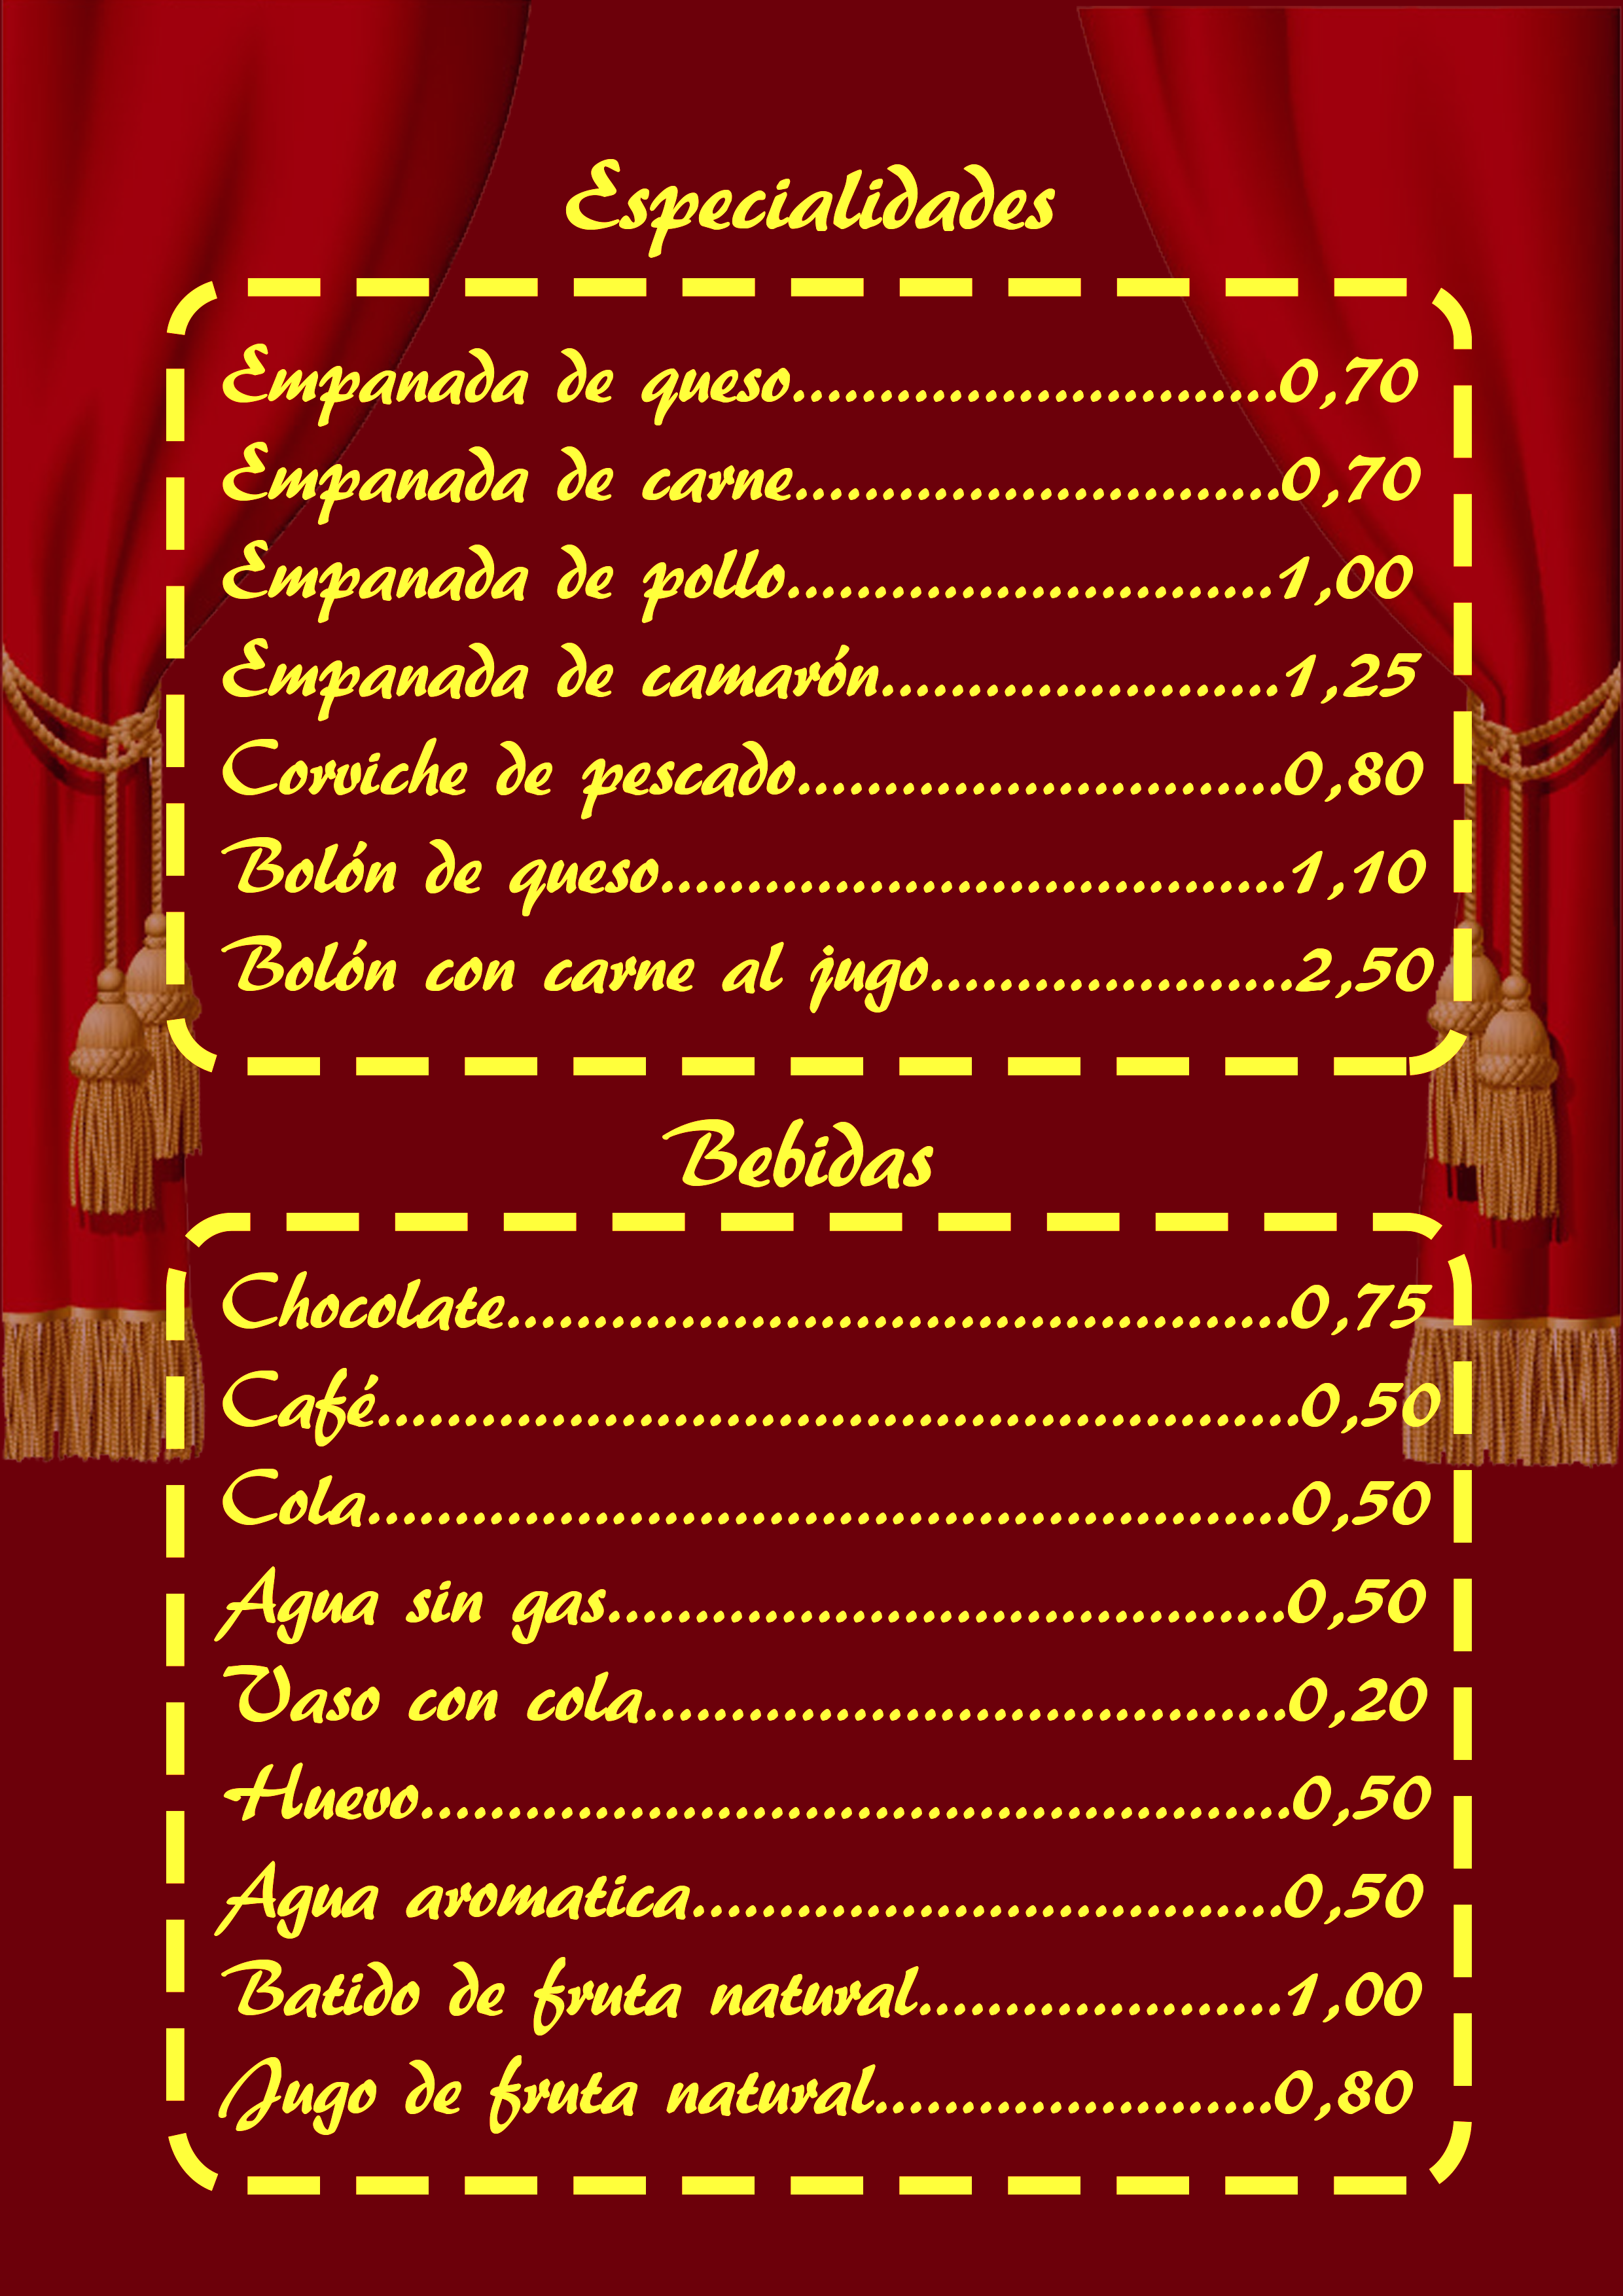 Especialidades
Empanada de queso............................0,70
Empanada de carne............................0,70
Empanada de pollo............................1,00
Empanada de camarón.......................1,25
Corviche de pescado............................0,80
Bolón de queso....................................1,10
Bolón con carne al jugo.....................2,50
Bebidas
Chocolate.............................................0,75
Café.....................................................0,50
Cola.....................................................0,50
Agua sin gas.......................................0,50
Vaso con cola.....................................0,20
Huevo..................................................0,50
Agua aromatica..................................0,50
Batido de fruta natural.....................1,00
Jugo de fruta natural.......................0,80